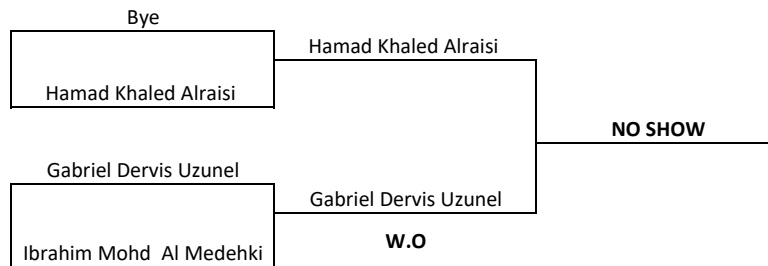 Bye
Hamad Khaled Alraisi
Hamad Khaled Alraisi
NO SHOW
Gabriel Dervis Uzunel
Gabriel Dervis Uzunel
W.O
Ibrahim Mohd  Al Medehki